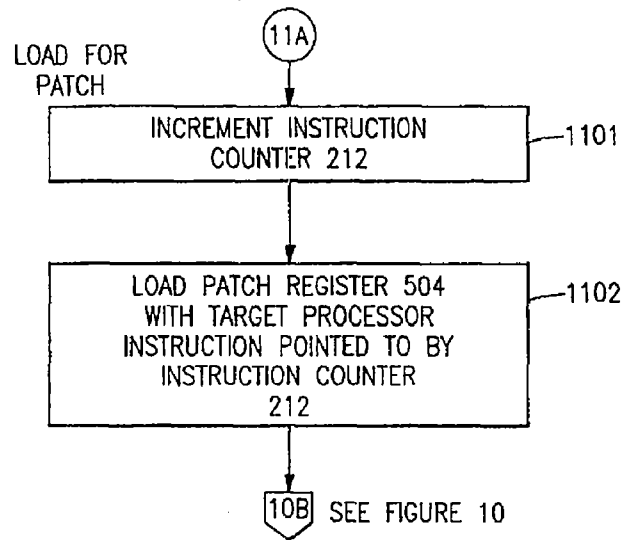 11A
LOAD FOR
PATCH
INCREMENT INSTRUCTION
COUNTER 212
1101
LOAD PATCH REGISTER 504
WITH TARGET PROCESSOR
INSTRUCTION POINTED TO BY
INSTRUCTION COUNTER
212
1102
10B SEE FIGURE 10